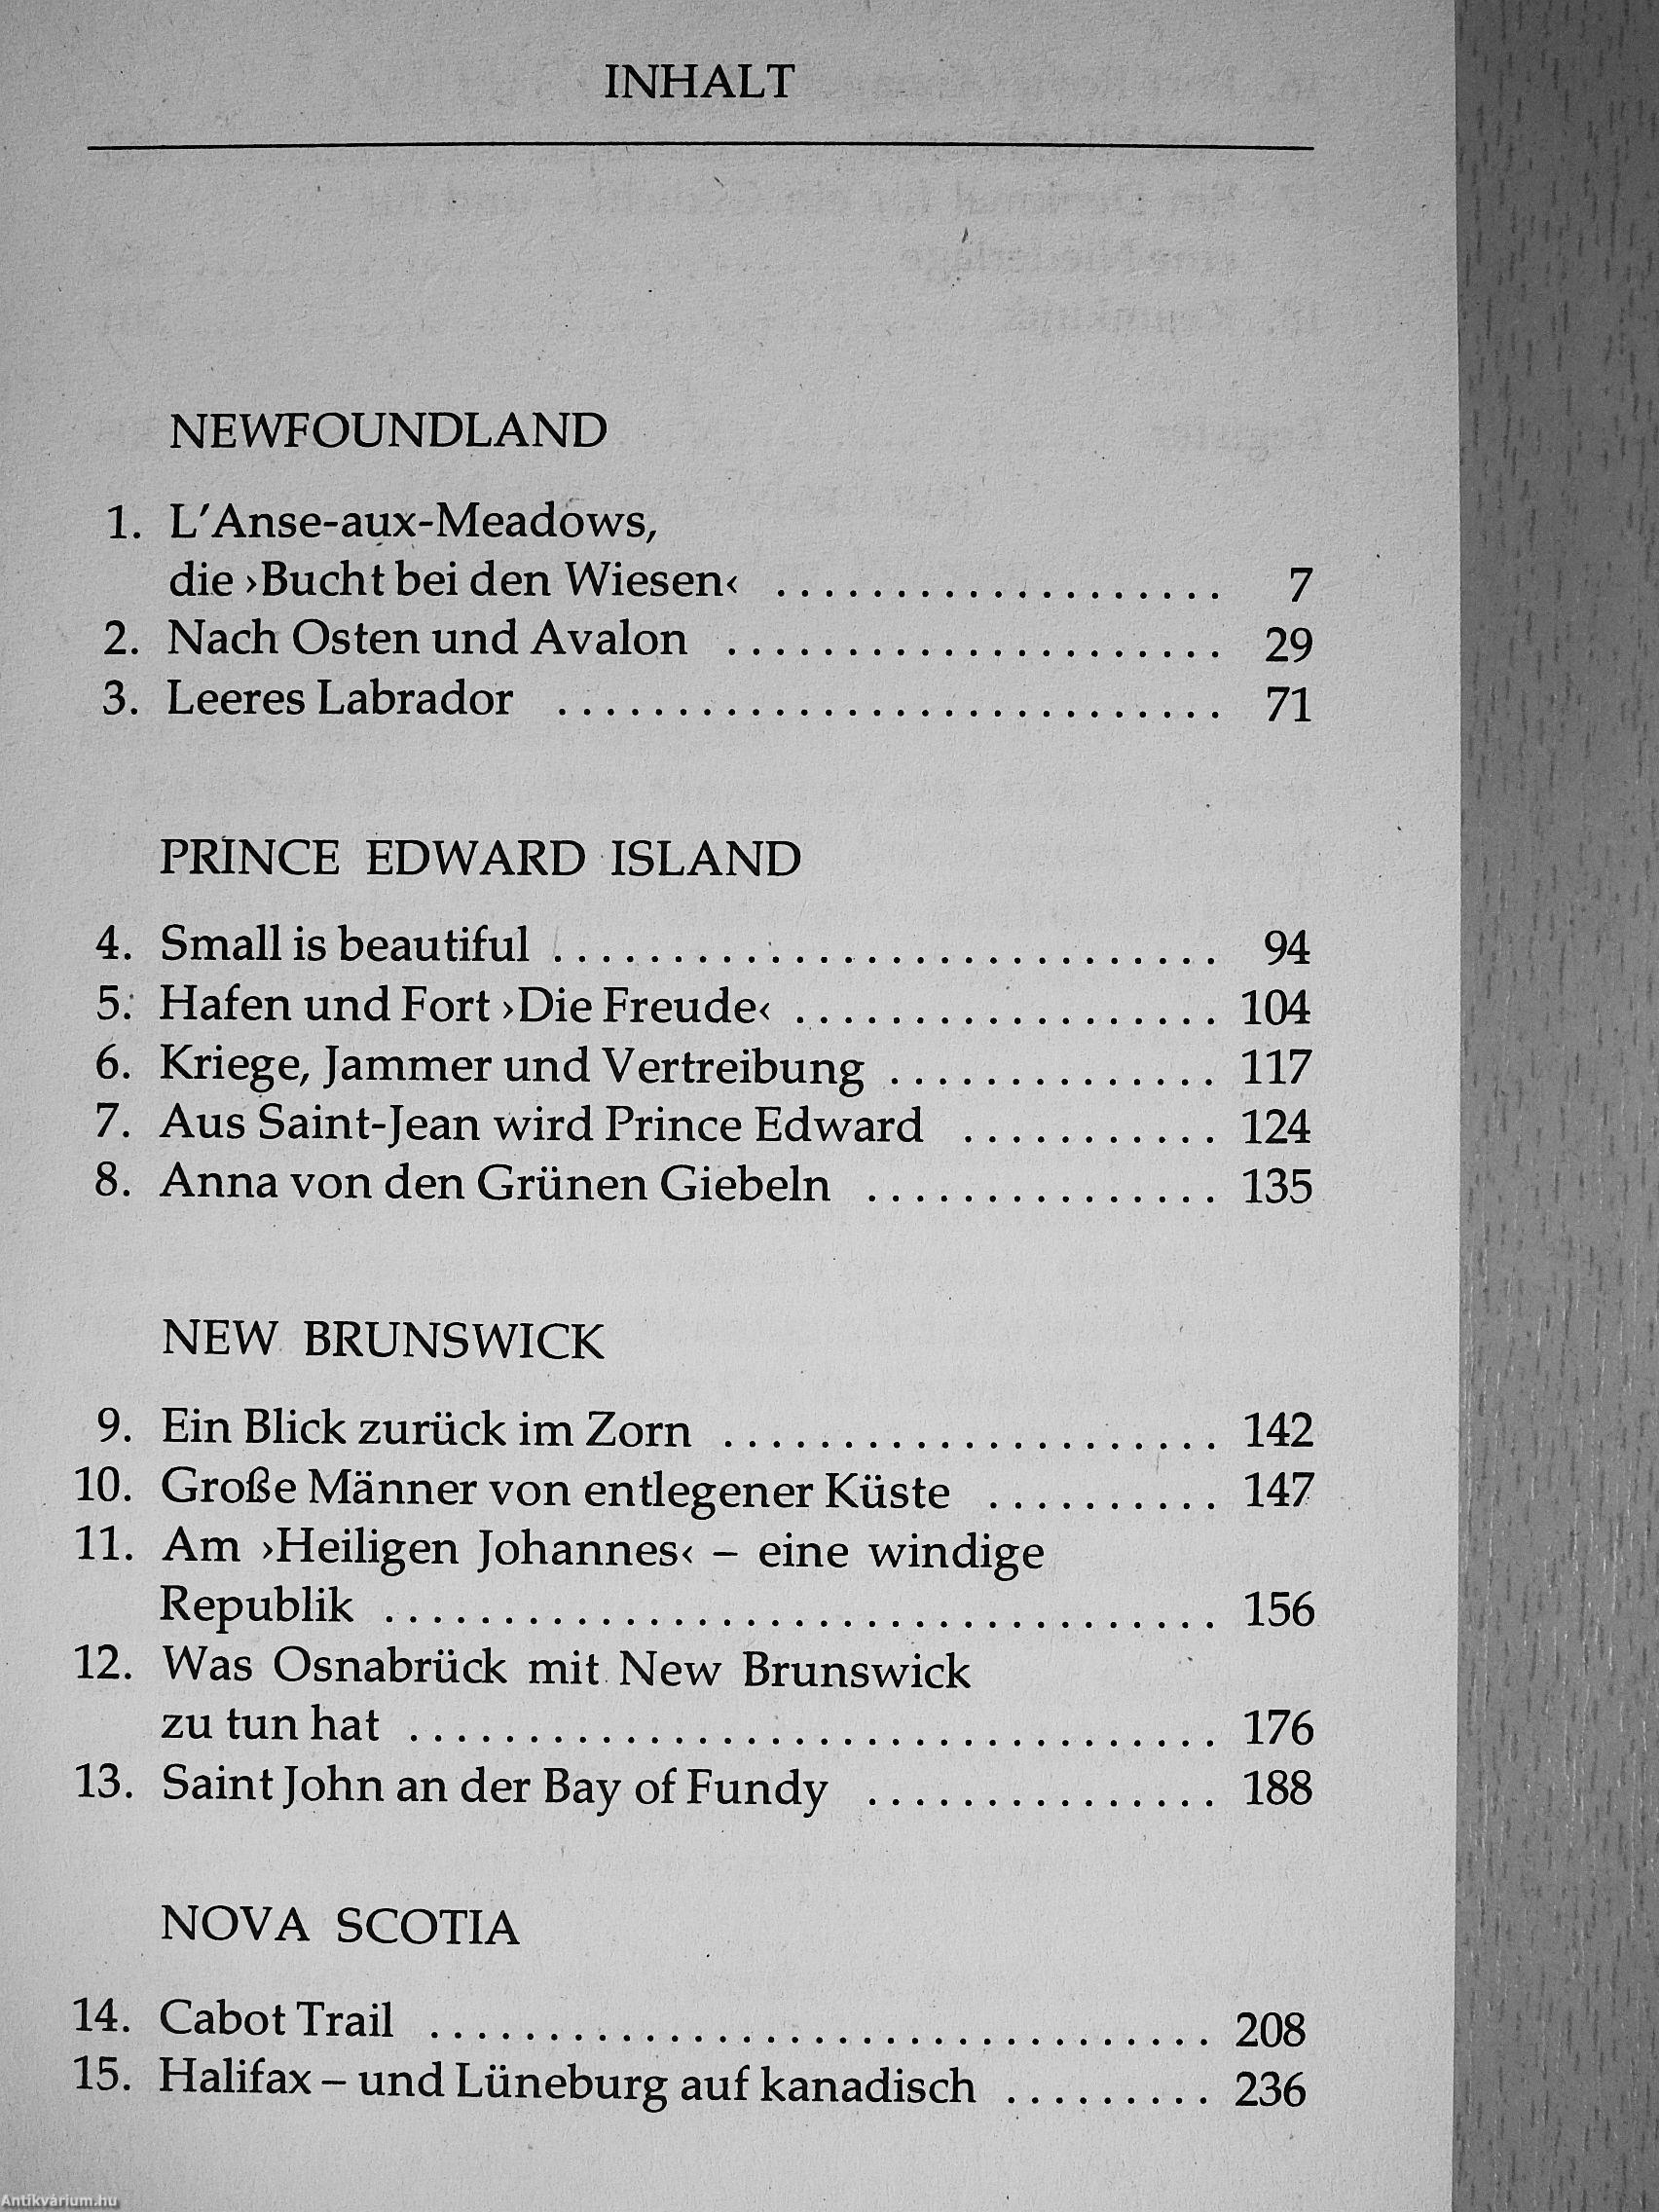 INHALT
NEWFOUNDLAND
1. L'Anse-aux-Meadows,
die ›Bucht bei den Wiesen‹ . . . . . . . . . . . . . . . . . . . 7
2. Nach Osten und Avalon . . . . . . . . . . . . . . . . . . . . . 29
3. Leeres Labrador . . . . . . . . . . . . . . . . . . . . . . . . . . . . 71
PRINCE EDWARD ISLAND
4. Small is beautiful . . . . . . . . . . . . . . . . . . . . . . . . . . . . 94
5. Hafen und Fort ›Die Freude‹ . . . . . . . . . . . . . . . . . . 104
6. Kriege, Jammer und Vertreibung . . . . . . . . . . . . . . 117
7. Aus Saint-Jean wird Prince Edward . . . . . . . . . . . 124
8. Anna von den Grünen Giebeln . . . . . . . . . . . . . . . 135
NEW BRUNSWICK
9. Ein Blick zurück im Zorn . . . . . . . . . . . . . . . . . . . . . 142
10. Große Männer von entlegener Küste . . . . . . . . . . 147
11. Am ›Heiligen Johannes‹ – eine windige
Republik . . . . . . . . . . . . . . . . . . . . . . . . . . . . . . . . . . . 156
12. Was Osnabrück mit New Brunswick
zu tun hat . . . . . . . . . . . . . . . . . . . . . . . . . . . . . . . . . . 176
13. Saint John an der Bay of Fundy . . . . . . . . . . . . . . . 188
NOVA SCOTIA
14. Cabot Trail . . . . . . . . . . . . . . . . . . . . . . . . . . . . . . . . . 208
15. Halifax – und Lüneburg auf kanadisch . . . . . . . . . 236
Antikvárium.hu